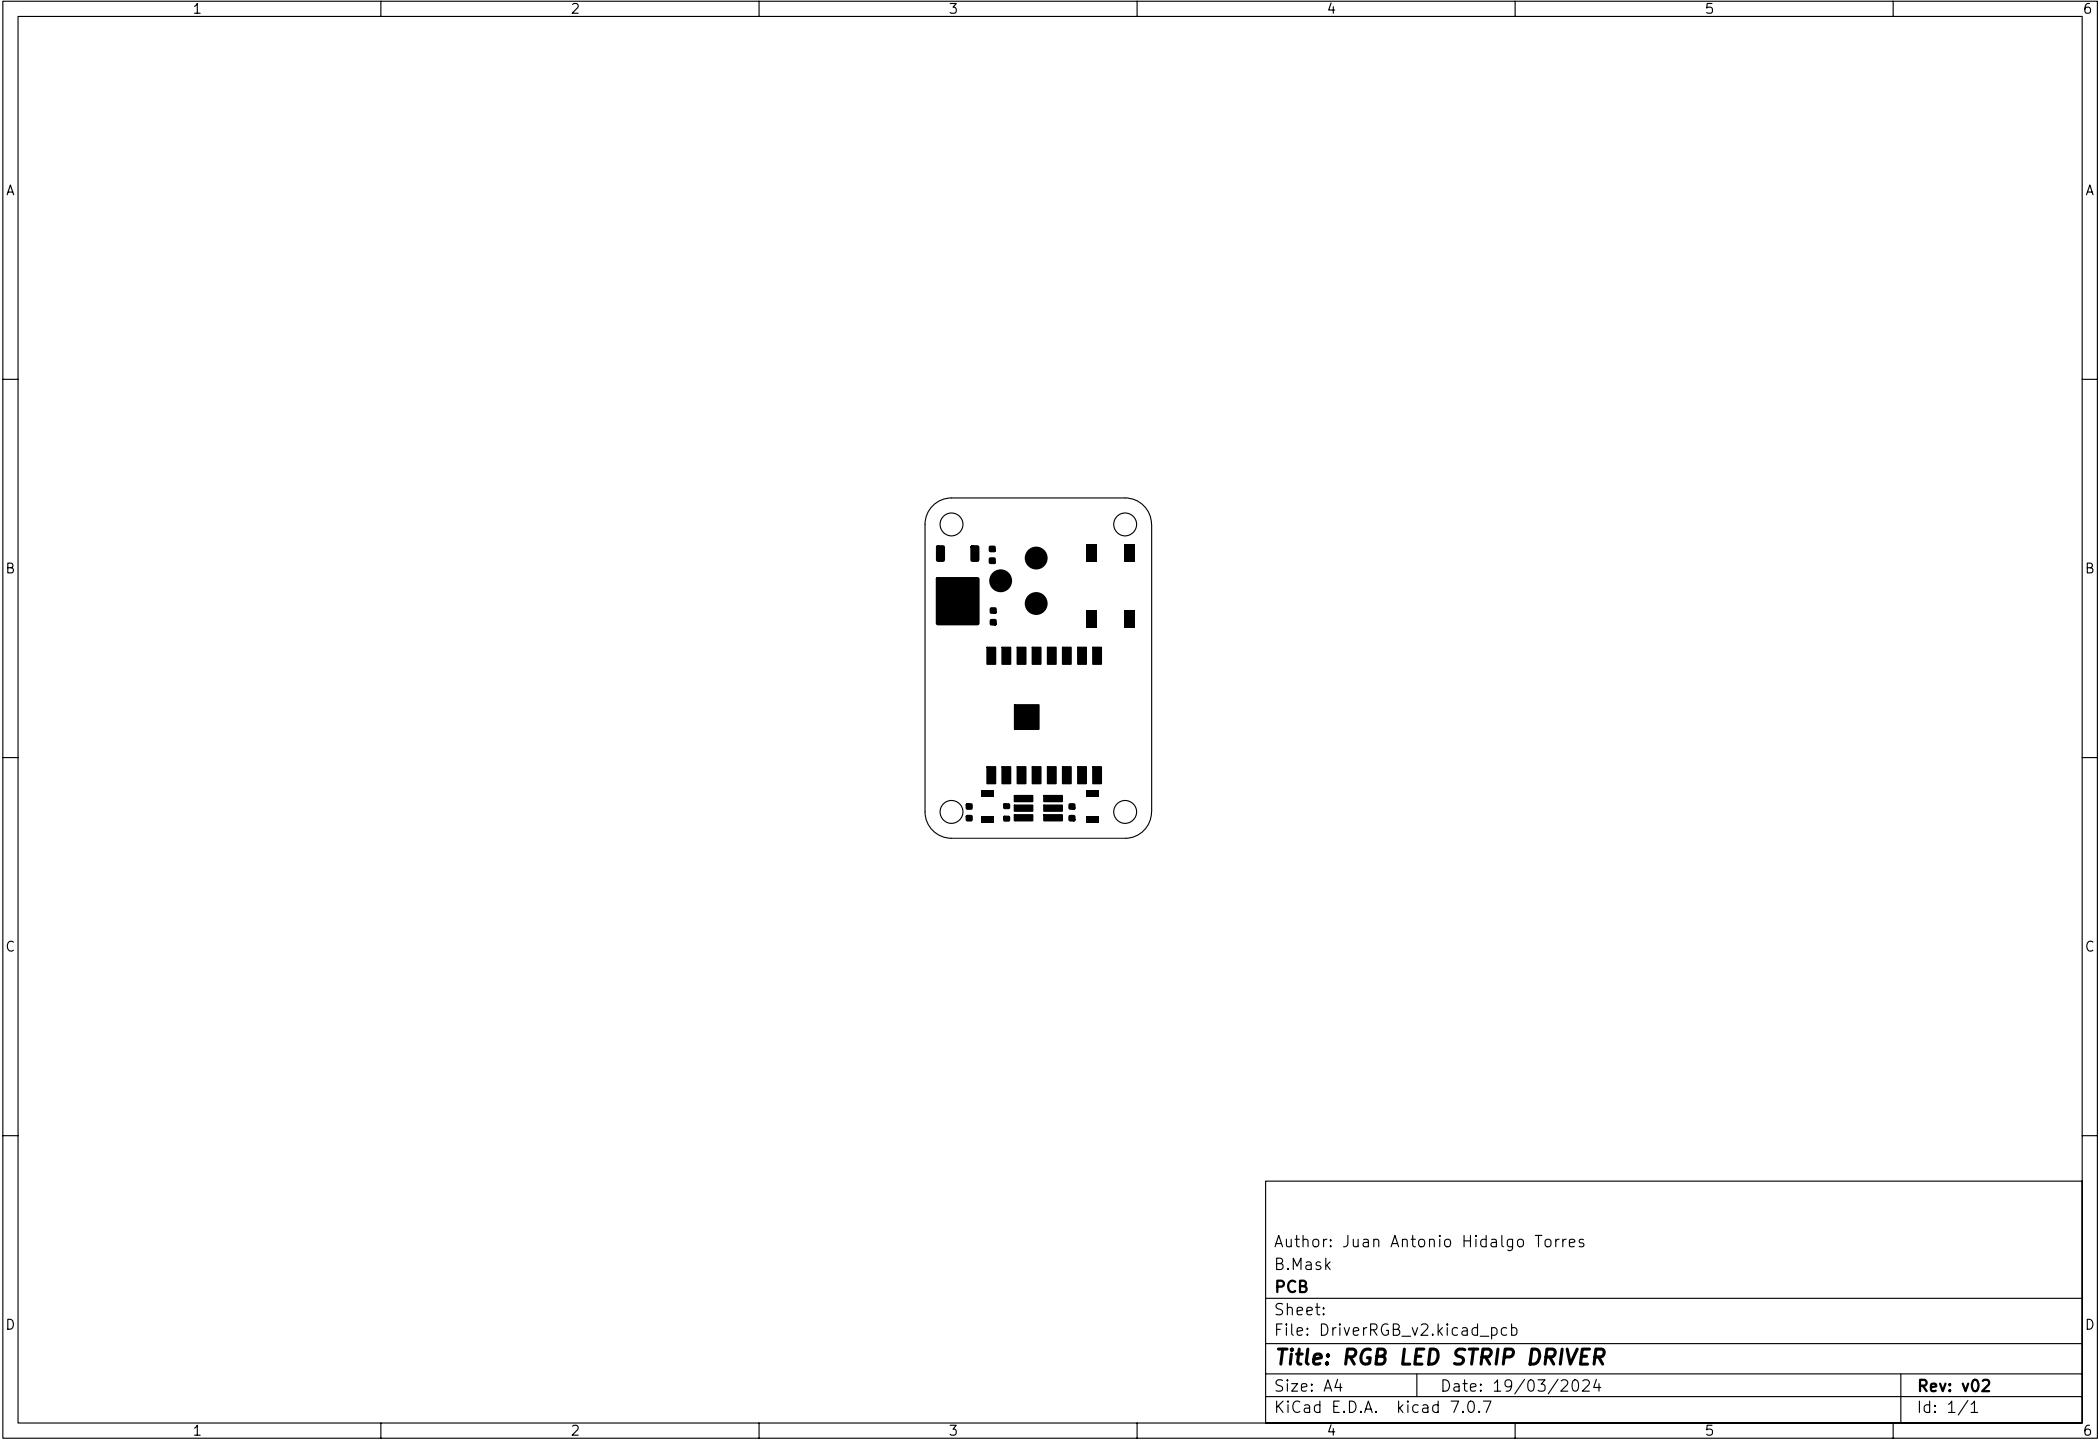 1 2 3 4 5 6
A A
B B
C C
D D
Author: Juan Antonio Hidalgo Torres
B.Mask
PCB
Sheet:
File: DriverRGB_v2.kicad_pcb
Title: RGB LED STRIP DRIVER
Size: A4 Date: 19/03/2024 Rev: v02
KiCad E.D.A. kicad 7.0.7 Id: 1/1
1 2 3 4 5 6